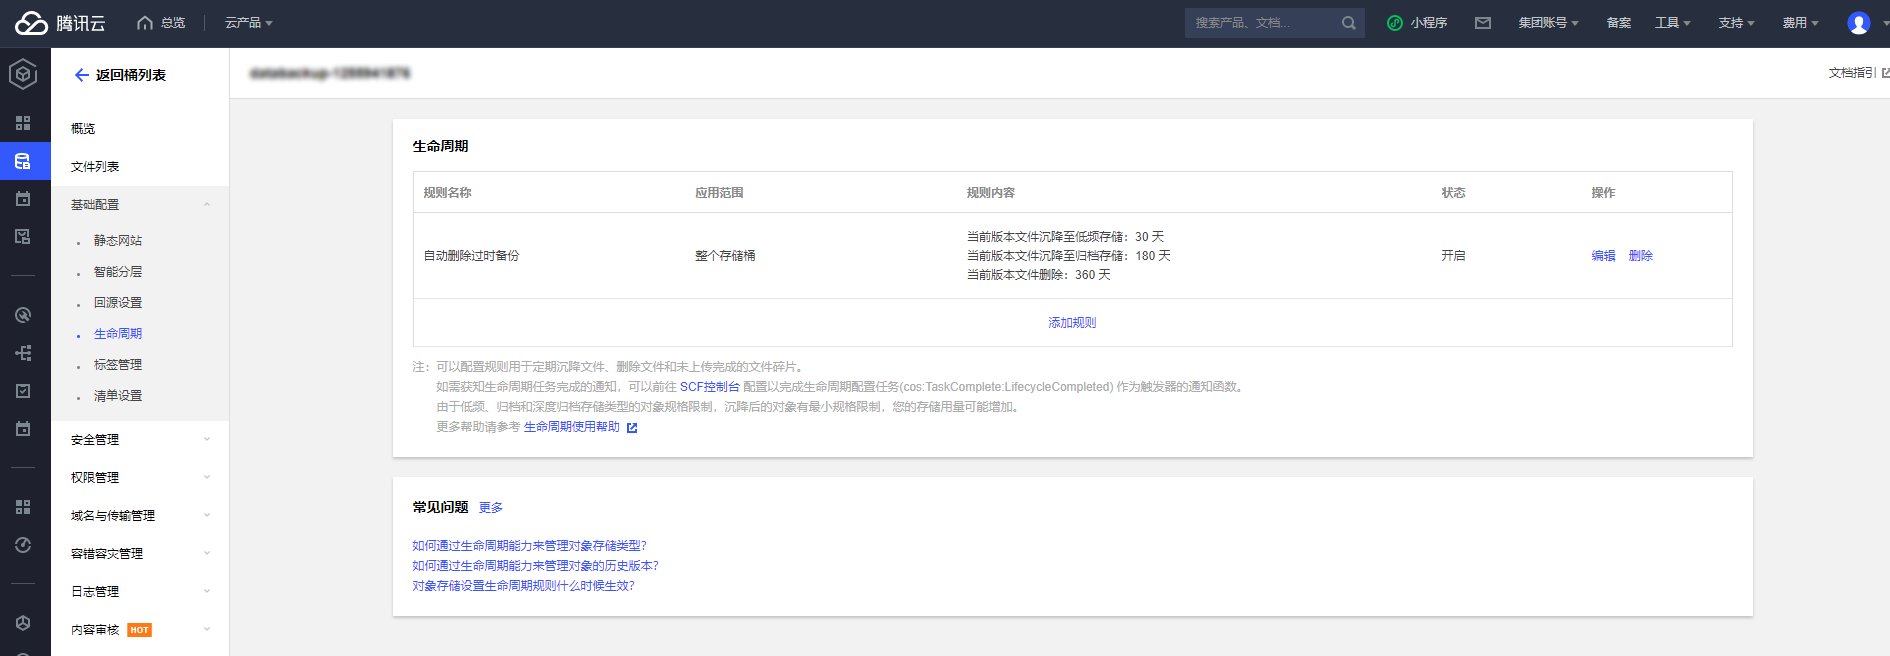 腾讯云
总览
云产品
搜索产品、文档...
小程序
集团账号
备案
工具
支持
费用
返回桶列表
文档指引
概览
文件列表
基础配置
静态网站
智能分层
回源设置
生命周期
标签管理
清单设置
安全管理
权限管理
域名与传输管理
容错容灾管理
日志管理
内容审核 HOT
生命周期
规则名称 应用范围 规则内容 状态 操作
自动删除过时备份 整个存储桶 当前版本文件沉降至低频存储：30 天
当前版本文件沉降至归档存储：180 天
当前版本文件删除：360 天
开启 编辑 删除
添加规则
注：可以配置规则用于定期沉降文件、删除文件和未上传完成的文件碎片。
如需获知生命周期任务完成的通知，可以前往 SCF控制台 配置以完成生命周期配置任务(cos:TaskComplete:LifecycleCompleted) 作为触发器的通知函数。
由于低频、归档和深度归档存储类型的对象规格限制，沉降后的对象有最小规格限制，您的存储用量可能增加。
更多帮助请参考 生命周期使用帮助
常见问题 更多
如何通过生命周期能力来管理对象存储类型？
如何通过生命周期能力来管理对象的历史版本？
对象存储设置生命周期规则什么时候生效？